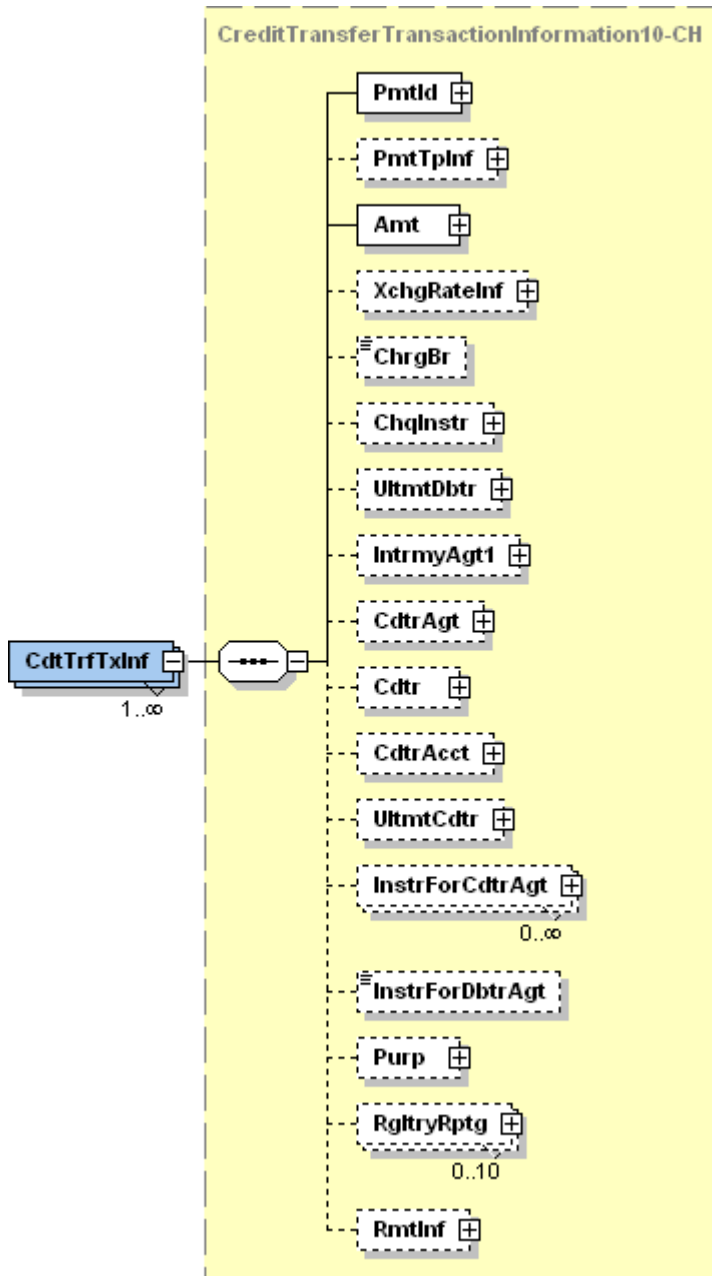 CreditTransferTransactionInformation10-CH
PmtId
PmtTpInf
Amt
XchgRateInf
ChrgBr
ChqInstr
UltmtDbtr
IntrmyAgt1
CdtrAgt
CdtTrfTxInf
1..∞
Cdtr
CdtrAcct
UltmtCdtr
InstrForCdtrAgt
0..∞
InstrForDbtrAgt
Purp
RgltryRptg
0..10
RmtInf